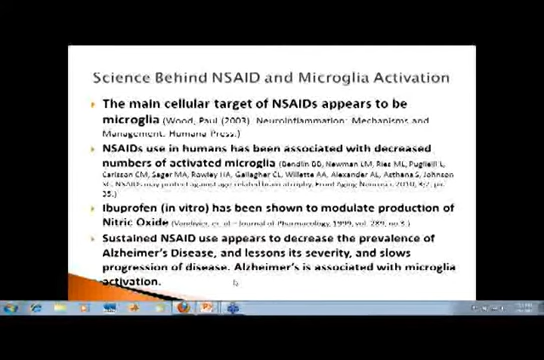 Science Behind NSAID and Microglia Activation
The main cellular target of NSAIDs appears to be
microglia (Wood, Paul (2003) Neuroinflammation: Mechanisms and
Management. Humana Press.)
NSAIDs use in humans has been associated with decreased
numbers of activated microglia (Bendlin BB, Newman LM, Ries ML, Puglielli L,
Carlsson CM, Sager MA, Rowley HA, Gallagher CL, Willette AA, Alexander AL, Asthana S, Johnson
SC. NSAIDs may protect against age-related brain atrophy. Front Aging Neurosci. 2010, 3;2. pii:
35.)
Ibuprofen (in vitro) has been shown to modulate production of
Nitric Oxide (Vandivier, et. al - Journal of Pharmacology, 1999, vol. 289, no 3.)
Sustained NSAID use appears to decrease the prevalence of
Alzheimer's Disease, and lessons its severity, and slows
progression of disease. Alzheimer's is associated with microglia
activation.